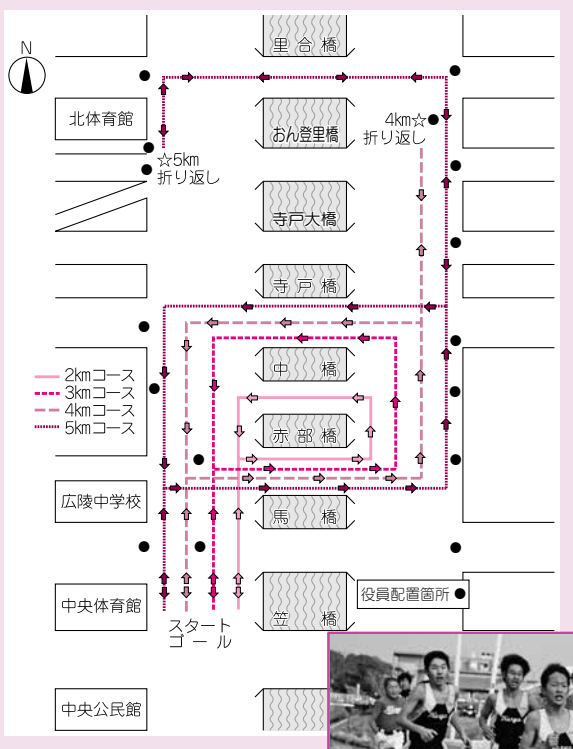 N
里合橋
北体育館
おん登里橋
4km☆
折り返し
☆5km
折り返し
寺戸大橋
寺戸橋
中橋
2kmコース
3kmコース
4kmコース
5kmコース
赤部橋
広陵中学校
馬橋
中央体育館
役員配置箇所●
スタート
ゴール
笠橋
中央公民館